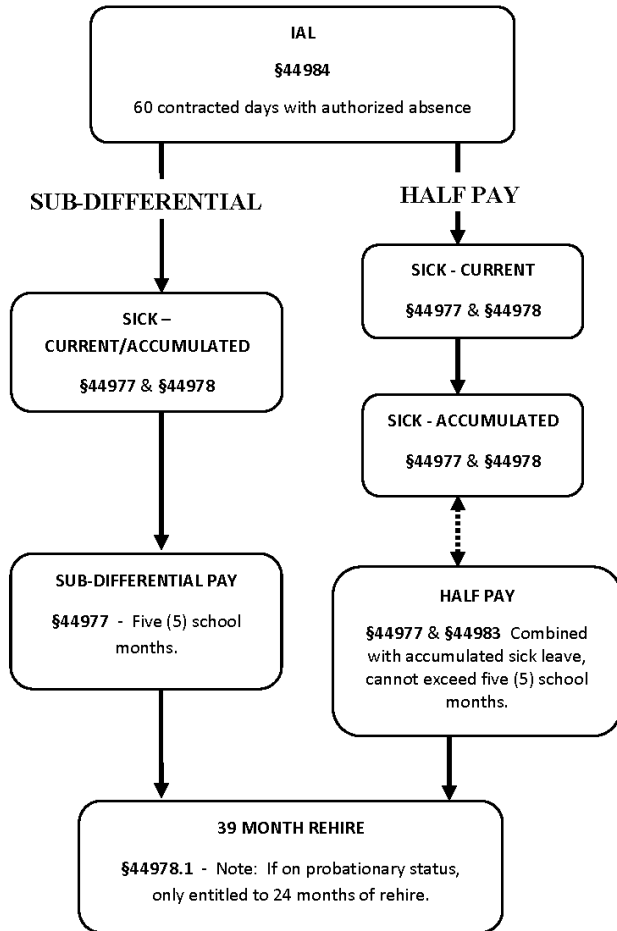 IAL
§44984
60 contracted days with authorized absence
SUB-DIFFERENTIAL
HALF PAY
SICK –
CURRENT/ACCUMULATED
§44977 & §44978
SICK - CURRENT
§44977 & §44978
SICK - ACCUMULATED
§44977 & §44978
SUB-DIFFERENTIAL PAY
§44977 - Five (5) school
months.
HALF PAY
§44977 & §44983 Combined
with accumulated sick leave,
cannot exceed five (5) school
months.
39 MONTH REHIRE
§44978.1 - Note: If on probationary status,
only entitled to 24 months of rehire.